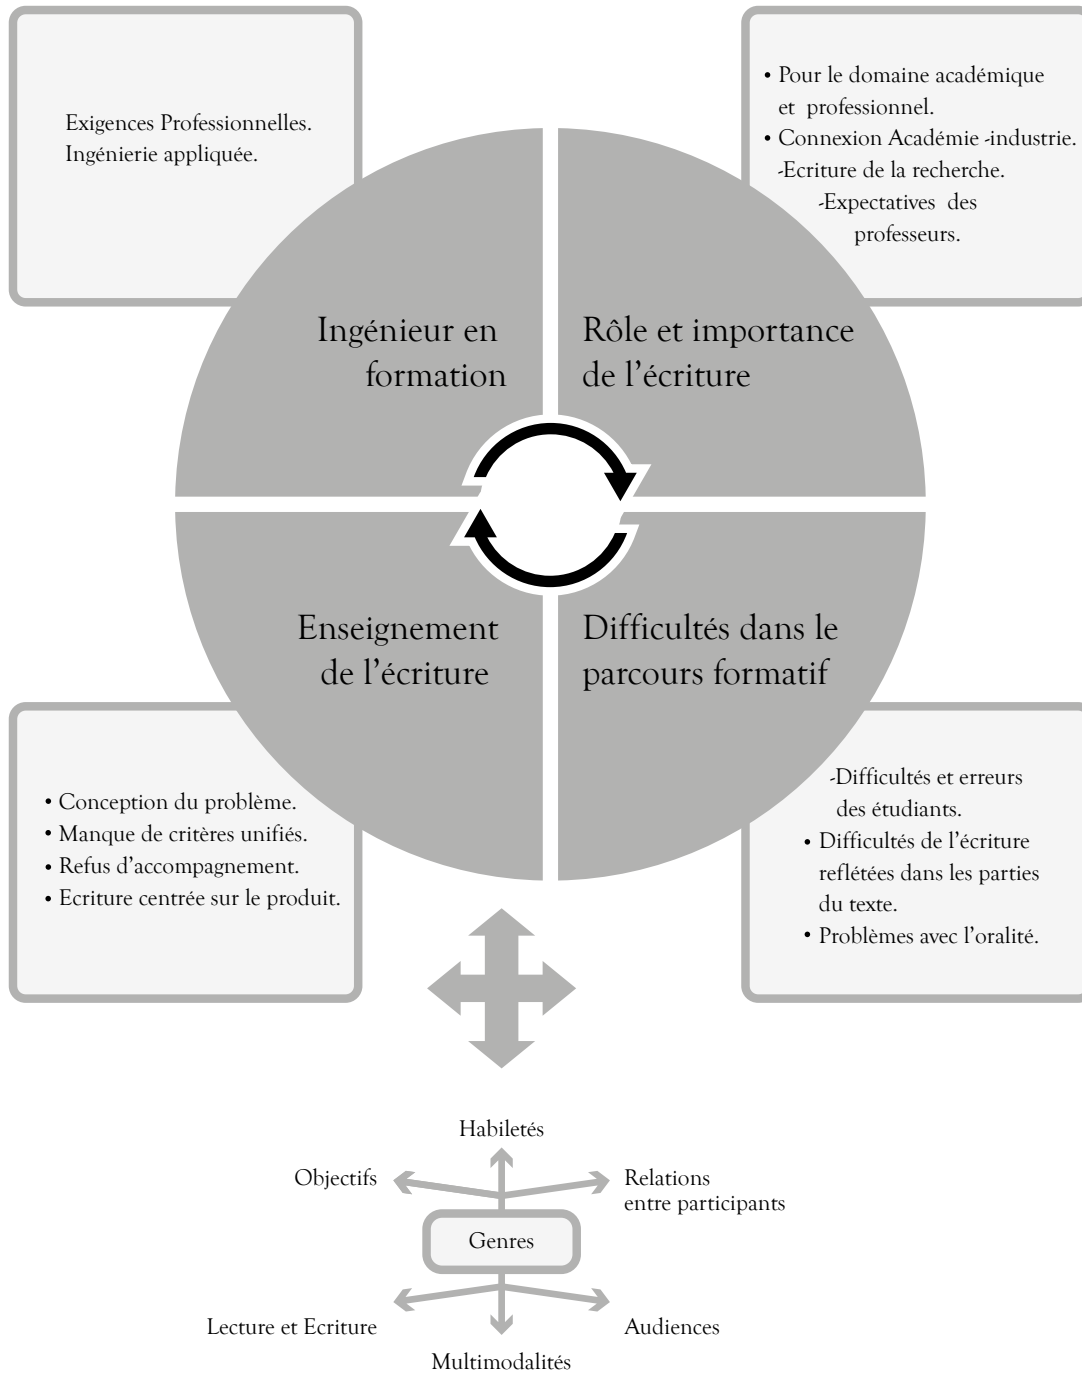 Exigences Professionnelles.
Ingénierie appliquée.
• Pour le domaine académique
et professionnel.
• Connexion Académie -industrie.
-Ecriture de la recherche.
-Expectatives des
professeurs.
Ingénieur en
formation
Rôle et importance
de l’écriture
Enseignement
de l’écriture
Difficultés dans le
parcours formatif
• Conception du problème.
• Manque de critères unifiés.
• Refus d’accompagnement.
• Ecriture centrée sur le produit.
-Difficultés et erreurs
des étudiants.
• Difficultés de l’écriture
reflétées dans les parties
du texte.
• Problèmes avec l’oralité.
Habiletés
Objectifs
Relations
entre participants
Genres
Lecture et Ecriture
Audiences
Multimodalités